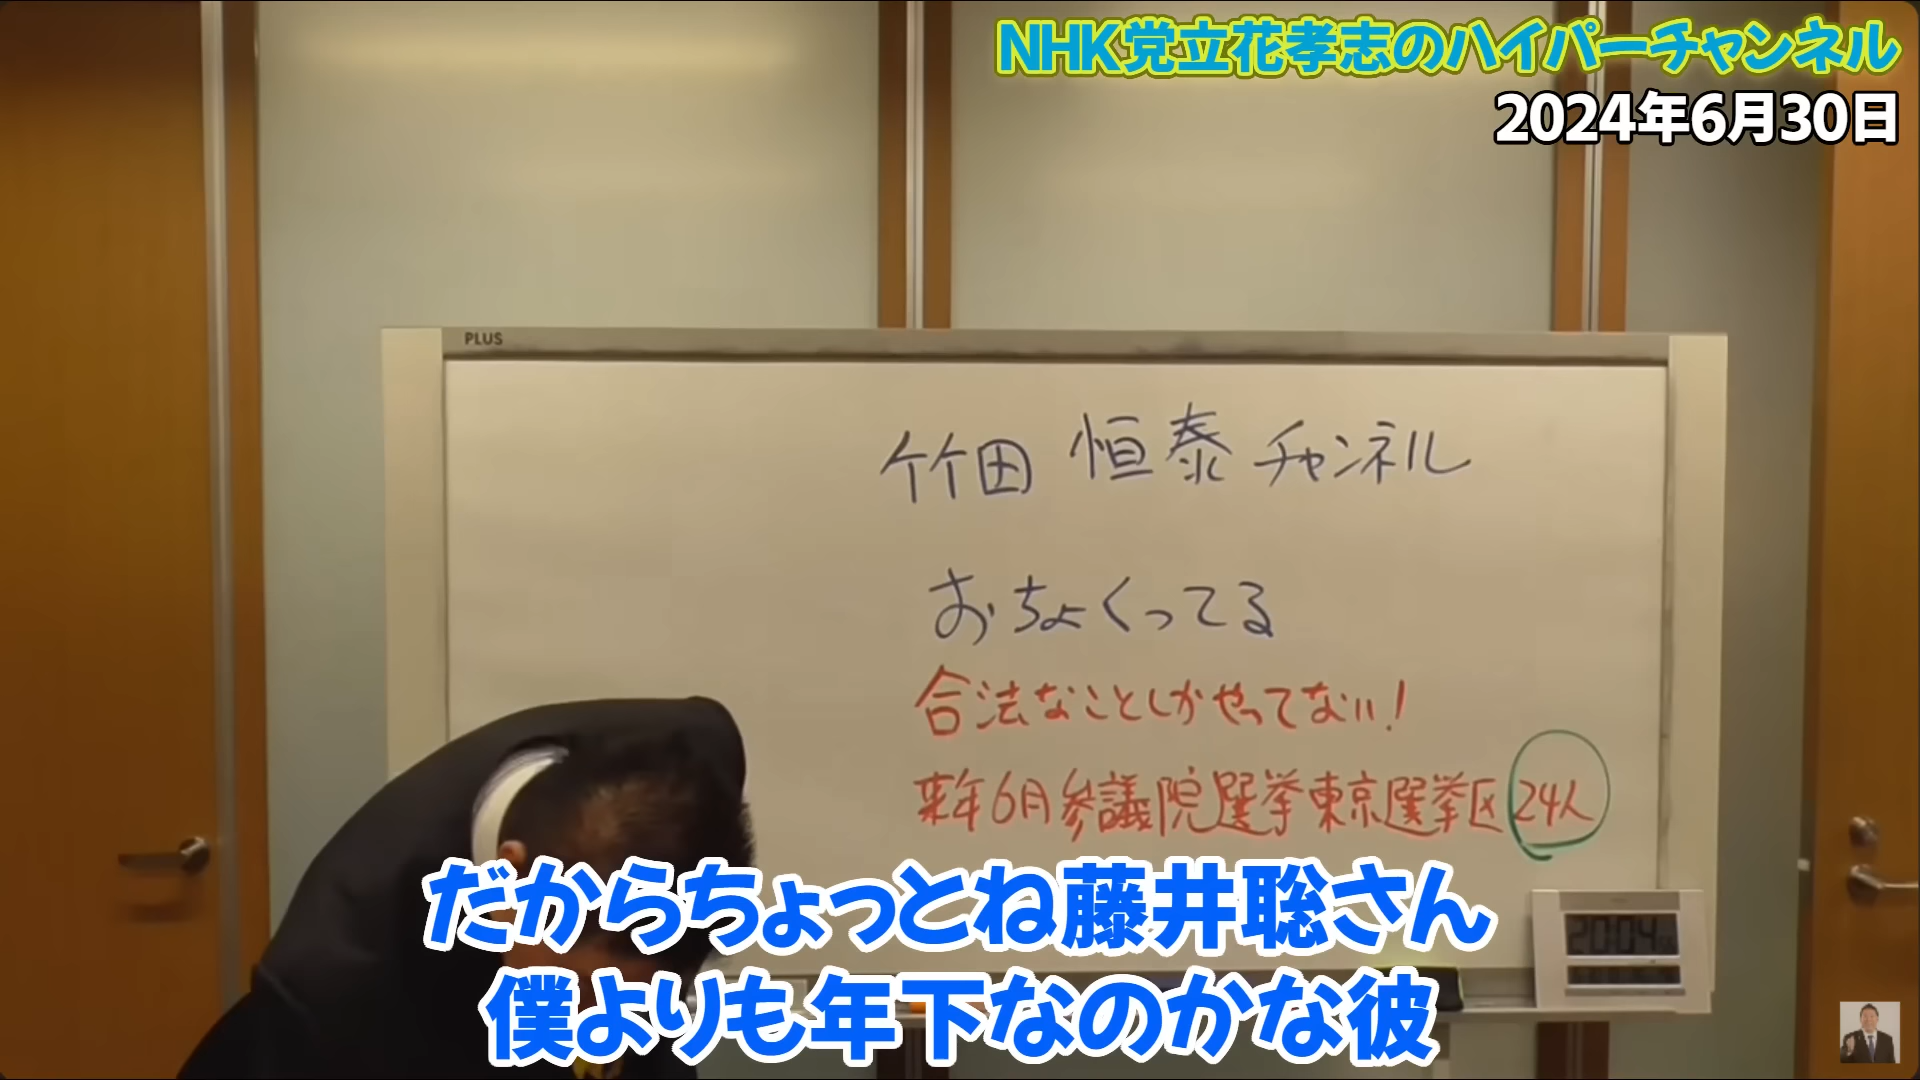 NHK党立花孝志のハイパーチャンネル
2024年6月30日
PLUS
竹田 恒泰 チャンネル
おちょくってる
合法なことしかやってない!
来年6月参議院選挙東京選挙区24人
20:04
だからちょっとね藤井聡さん
僕よりも年下なのかな彼